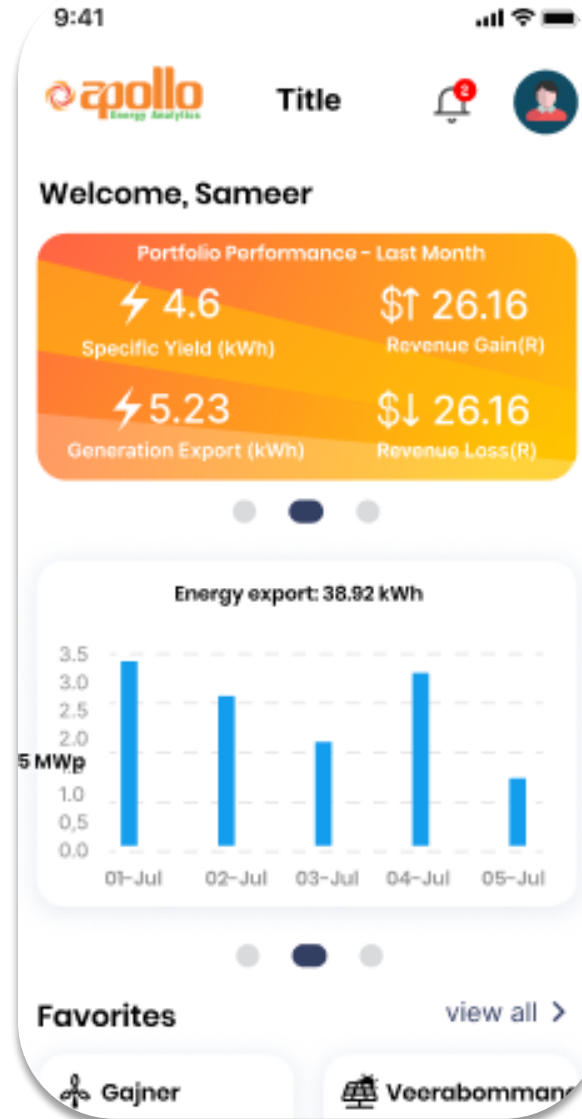 9:41
apollo
Energy Analytics
Title
2
Welcome, Sameer
Portfolio Performance - Last Month
4.6
$↑ 26.16
Specific Yield (kWh)
Revenue Gain(R)
5.23
$↓ 26.16
Generation Export (kWh)
Revenue Loss(R)
Energy export: 38.92 kWh
3.5
3.0
2.5
2.0
5 MWp
1.0
0,5
0.0
01-Jul 02-Jul 03-Jul 04-Jul 05-Jul
Favorites
view all >
Gajner
Veerabomman